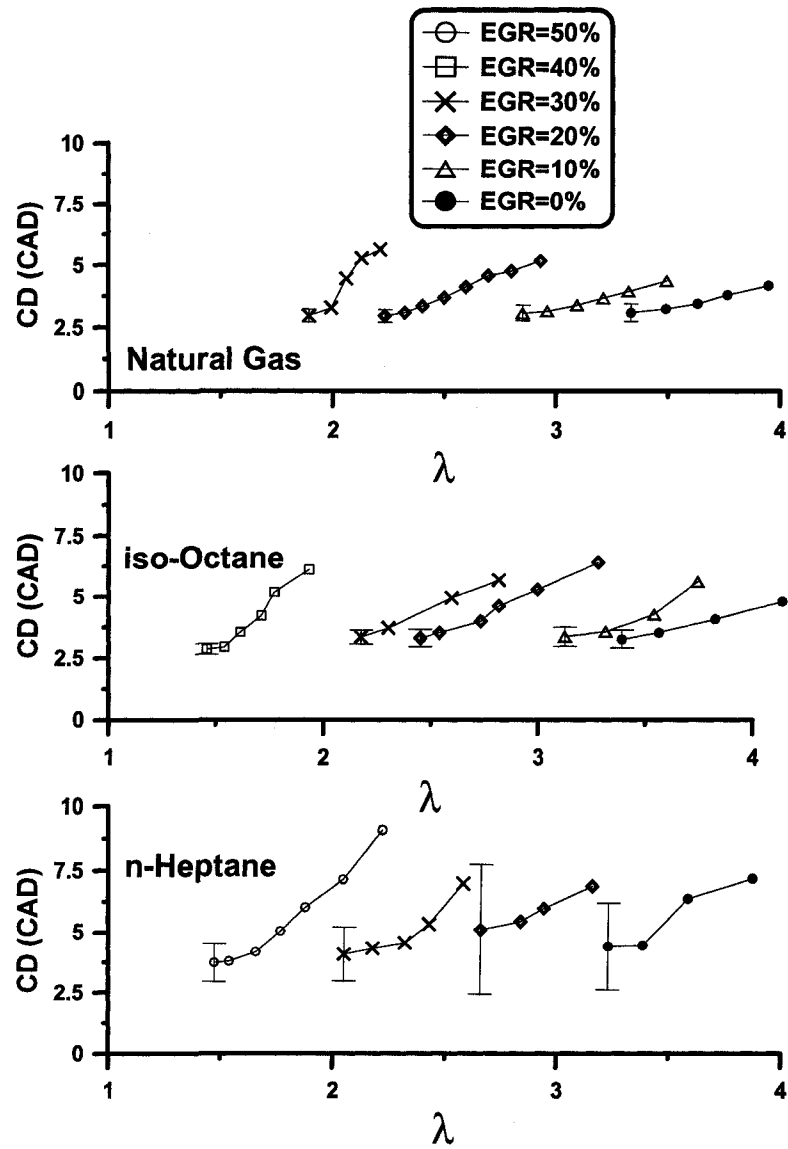 EGR=50%
EGR=40%
EGR=30%
EGR=20%
EGR=10%
EGR=0%
10
7.5
5
2.5
0
CD (CAD)
Natural Gas
1 2 3 4
λ
10
7.5
5
2.5
0
CD (CAD)
iso-Octane
1 2 3 4
λ
10
7.5
5
2.5
0
CD (CAD)
n-Heptane
1 2 3 4
λ